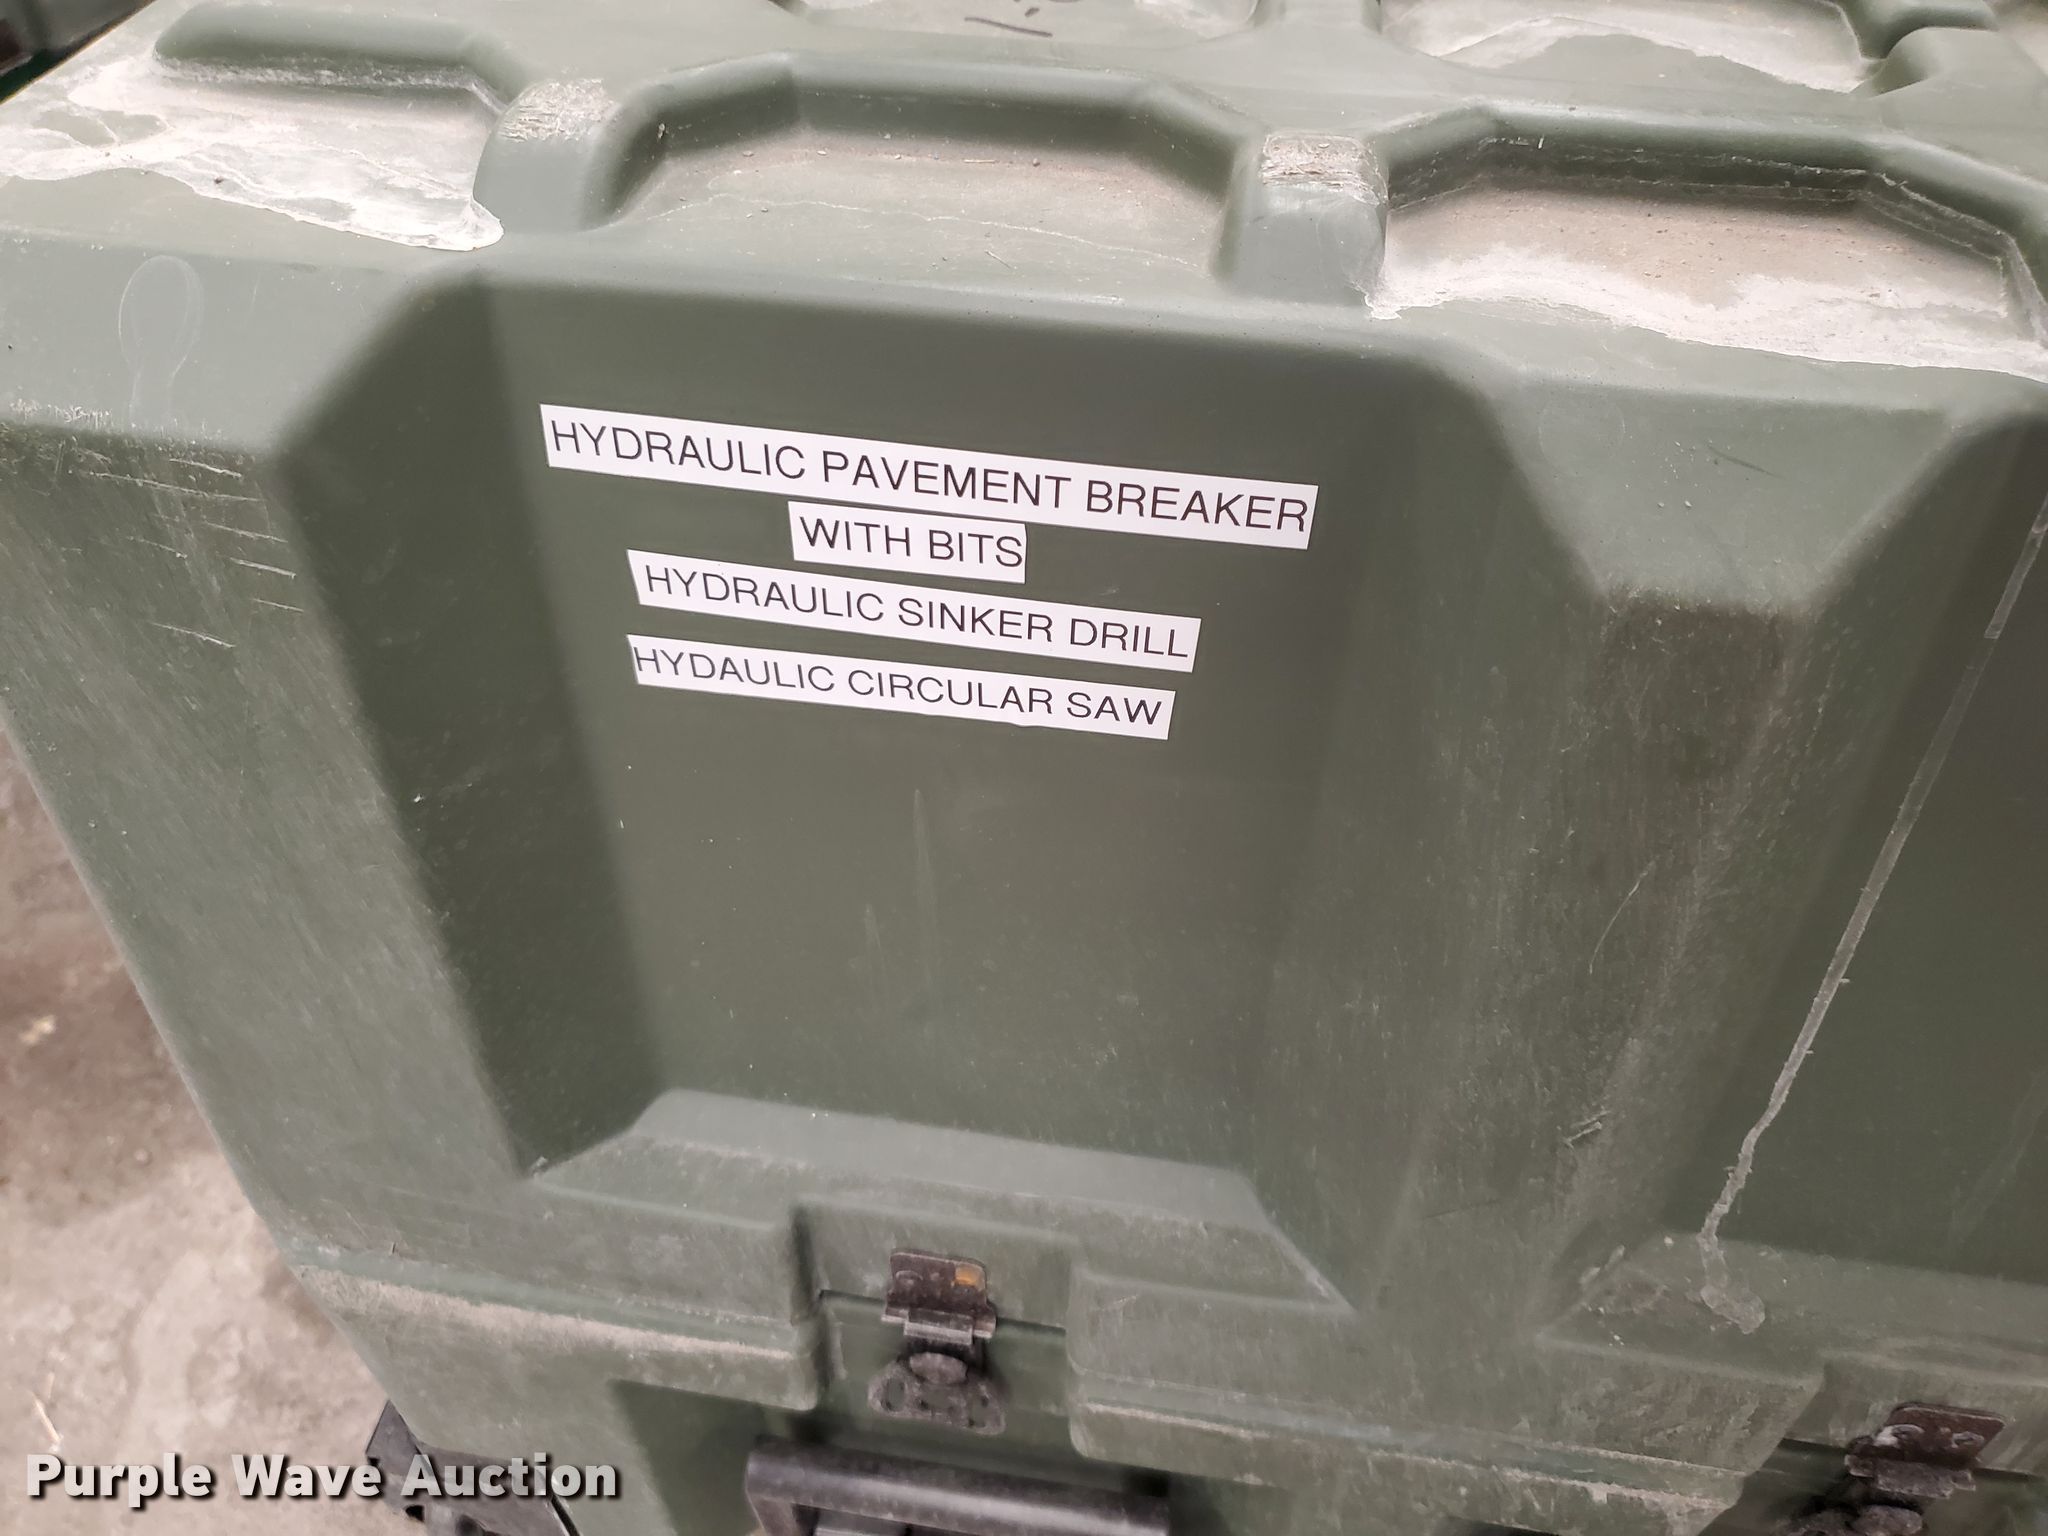 HYDRAULIC PAVEMENT BREAKER
WITH BITS
HYDRAULIC SINKER DRILL
HYDAULIC CIRCULAR SAW
Purple Wave Auction